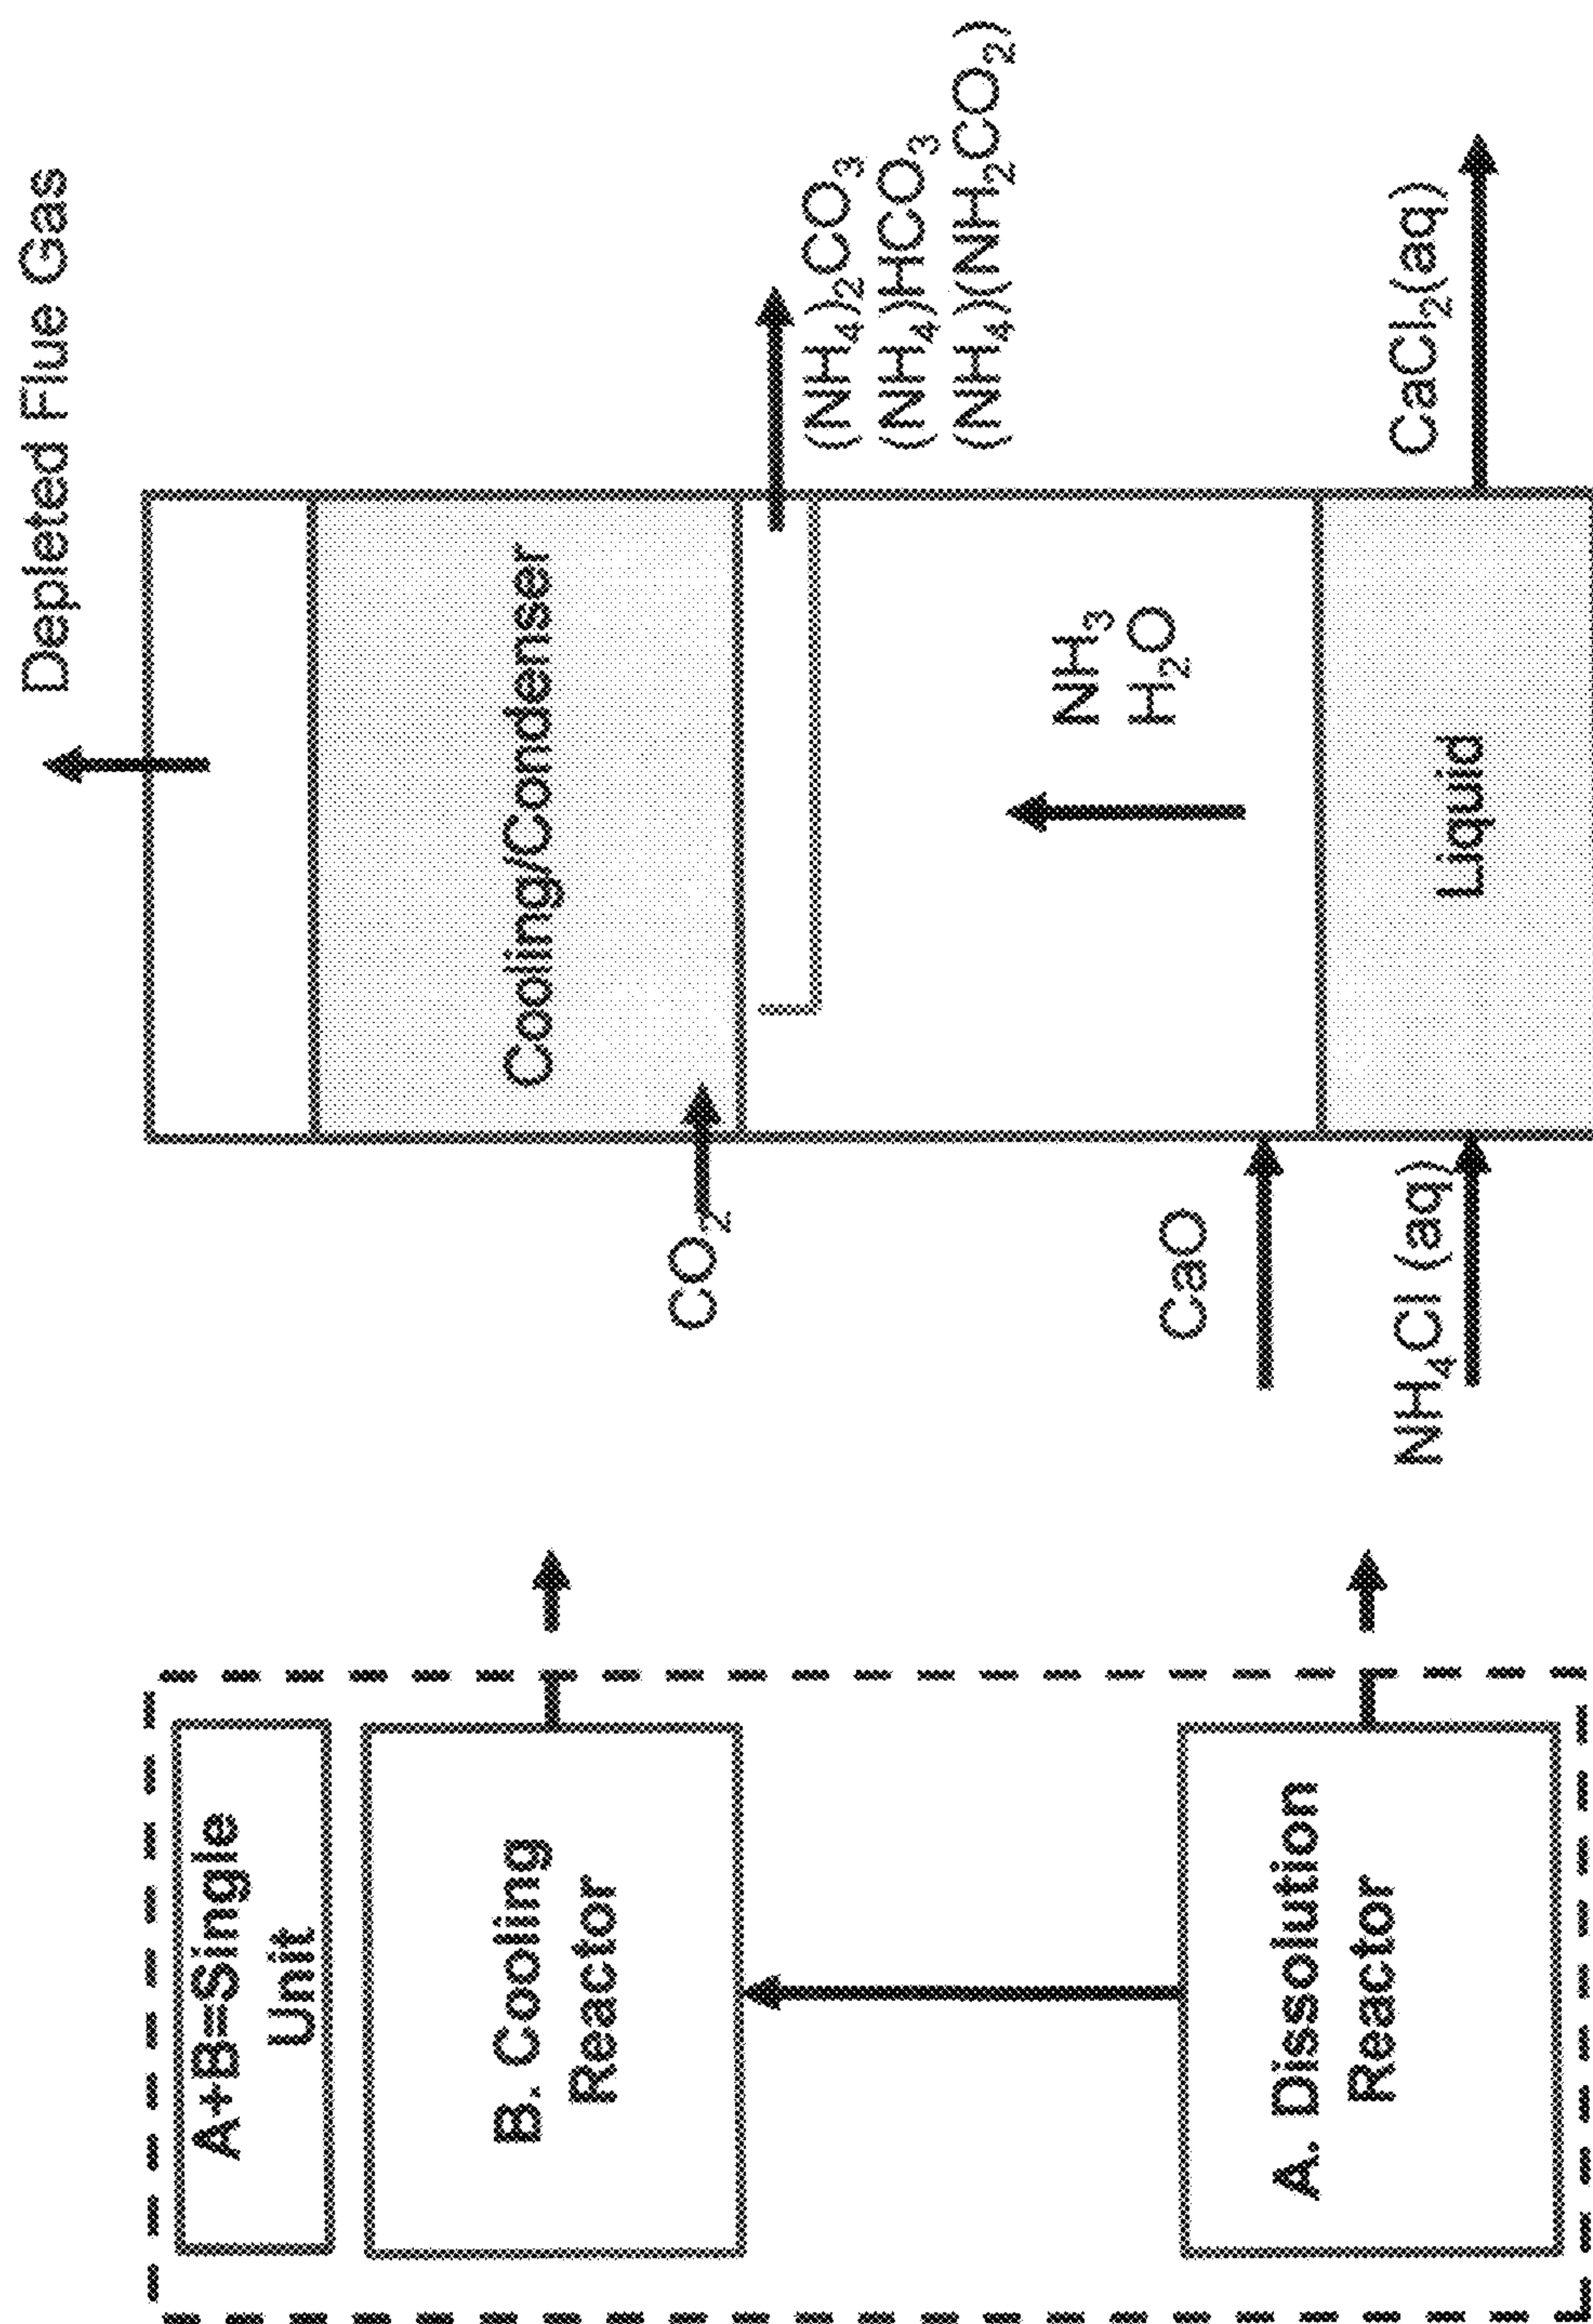 A+B=Single
Unit
B. Cooling
Reactor
A. Dissolution
Reactor
Depleted Flue Gas
Cooling/Condenser
CO₂
(NH₄)₂CO₃
(NH₄)HCO₃
(NH₄)(NH₂CO₂)
NH₃
H₂O
CaO
NH₄Cl (aq)
Liquid
CaCl₂(aq)